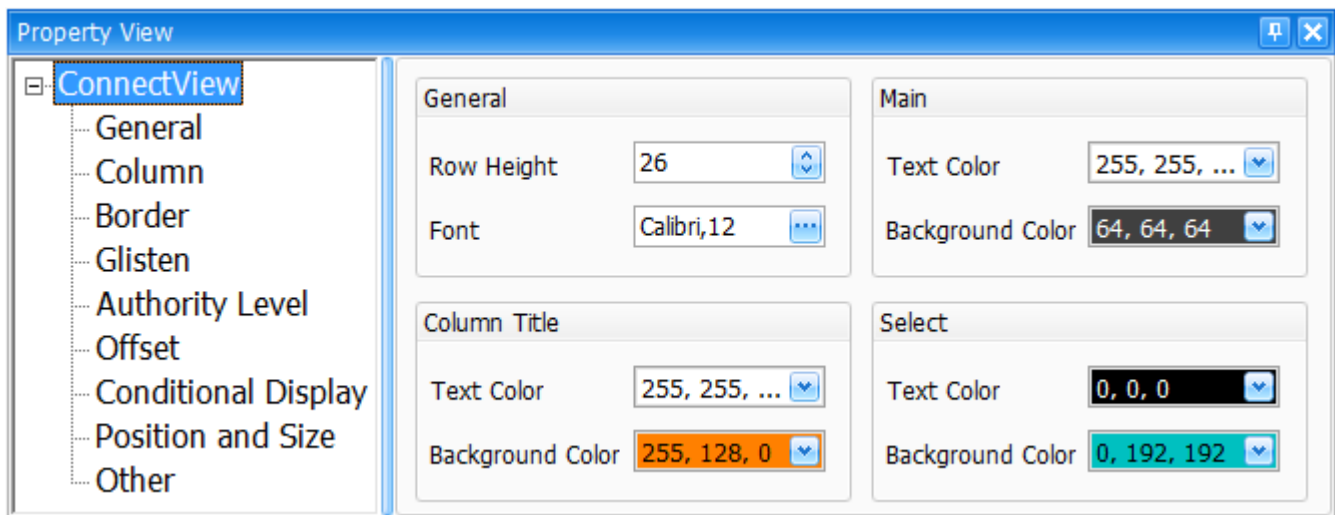 Property View
ConnectView
General
Column
Border
Glisten
Authority Level
Offset
Conditional Display
Position and Size
Other
General
Row Height 26
Font Calibri,12
Main
Text Color 255, 255, ...
Background Color 64, 64, 64
Column Title
Text Color 255, 255, ...
Background Color 255, 128, 0
Select
Text Color 0, 0, 0
Background Color 0, 192, 192